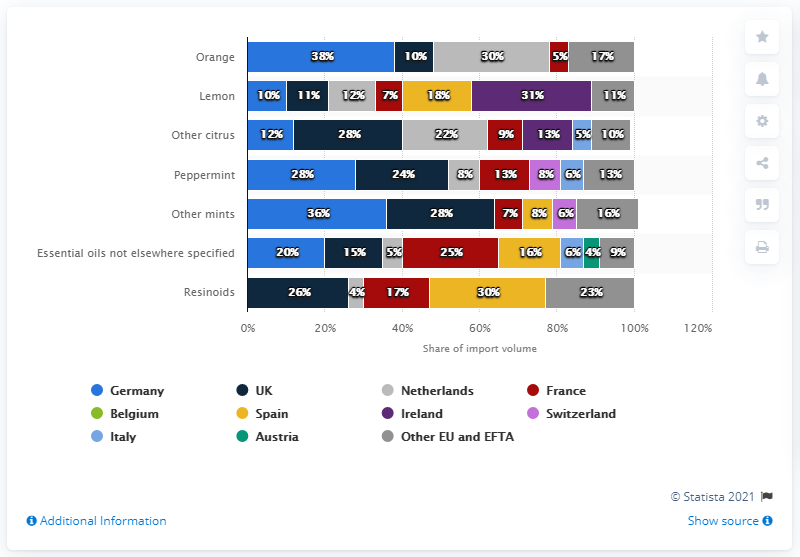 Orange 38% 10% 30% 5% 17%
Lemon 10% 11% 12% 7% 18% 31% 11%
Other citrus 12% 28% 22% 9% 13% 5% 10%
Peppermint 28% 24% 8% 13% 8% 6% 13%
Other mints 36% 28% 7% 8% 6% 16%
Essential oils not elsewhere specified 20% 15% 5% 25% 16% 6% 4% 9%
Resinoids 26% 4% 17% 30% 23%
0% 20% 40% 60% 80% 100% 120%
Share of import volume
Germany UK Netherlands France
Belgium Spain Ireland Switzerland
Italy Austria Other EU and EFTA
© Statista 2021
Additional Information Show source